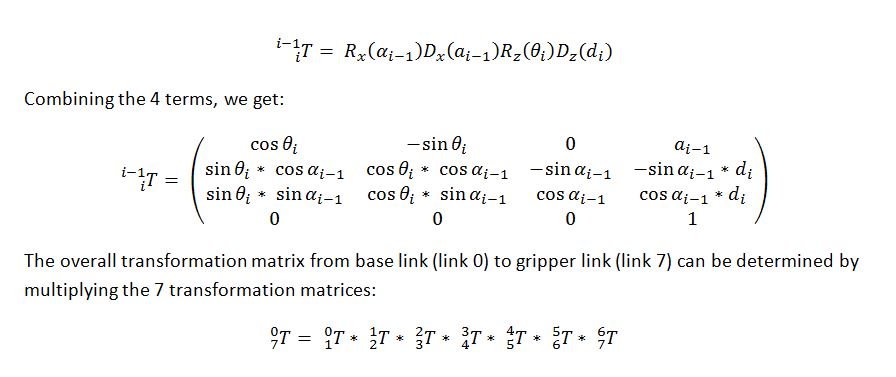 $^{i-1}_{i}T = R_x(\alpha_{i-1})D_x(a_{i-1})R_z(\theta_i)D_z(d_i)$
Combining the 4 terms, we get:
$^{i-1}_{i}T = \begin{pmatrix} \cos\theta_i & -\sin\theta_i & 0 & a_{i-1} \\ \sin\theta_i * \cos\alpha_{i-1} & \cos\theta_i * \cos\alpha_{i-1} & -\sin\alpha_{i-1} & -\sin\alpha_{i-1} * d_i \\ \sin\theta_i * \sin\alpha_{i-1} & \cos\theta_i * \sin\alpha_{i-1} & \cos\alpha_{i-1} & \cos\alpha_{i-1} * d_i \\ 0 & 0 & 0 & 1 \end{pmatrix}$
The overall transformation matrix from base link (link 0) to gripper link (link 7) can be determined by
multiplying the 7 transformation matrices:
$^{0}_{7}T = {^{0}_{1}T} * {^{1}_{2}T} * {^{2}_{3}T} * {^{3}_{4}T} * {^{4}_{5}T} * {^{5}_{6}T} * {^{6}_{7}T}$